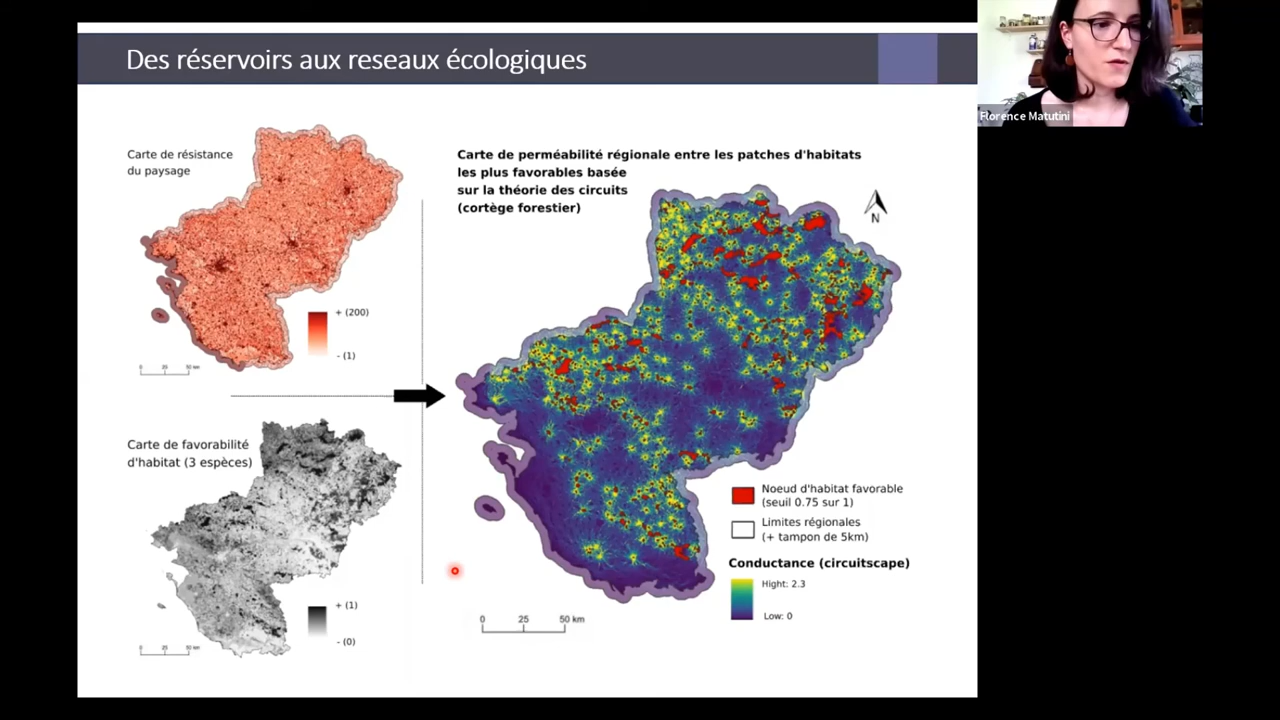 Des réservoirs aux reseaux écologiques
Florence Matutini
Carte de résistance
du paysage
+ (200)
- (1)
0 25 50 km
Carte de favorabilité
d'habitat (3 espèces)
+ (1)
- (0)
0 25 50 km
Carte de perméabilité régionale entre les patches d'habitats
les plus favorables basée
sur la théorie des circuits
(cortège forestier)
N
Noeud d'habitat favorable
(seuil 0.75 sur 1)
Limites régionales
(+ tampon de 5km)
Conductance (circuitscape)
Hight: 2.3
Low: 0
0 25 50 km